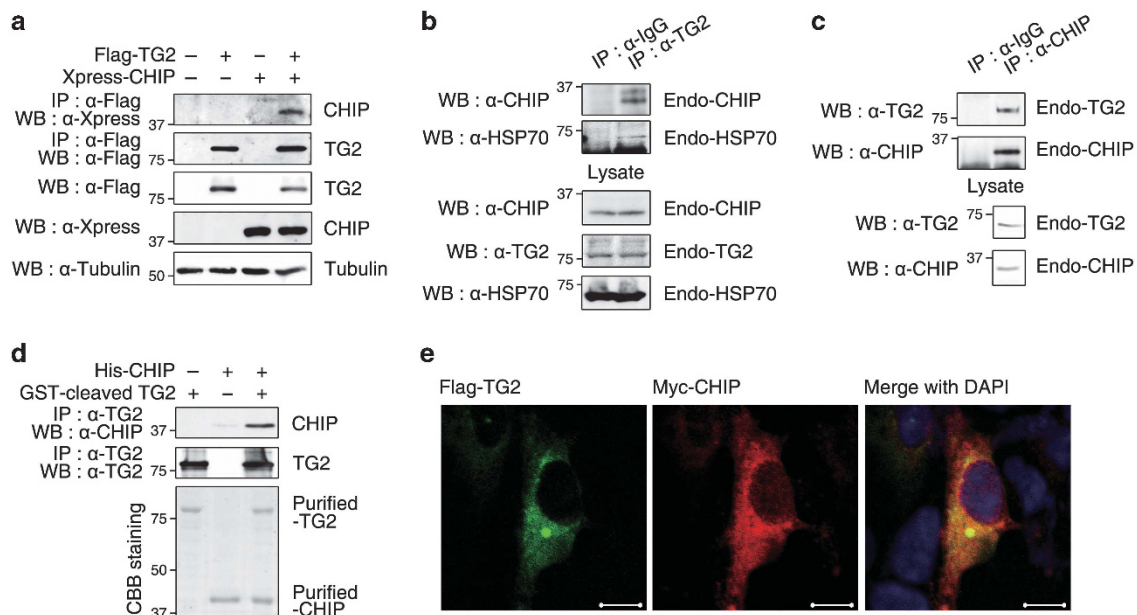 a
Flag-TG2 – + – +
Xpress-CHIP – – + +
IP : α-Flag
WB : α-Xpress
37
CHIP
IP : α-Flag
WB : α-Flag
75
TG2
WB : α-Flag
75
TG2
WB : α-Xpress
37
CHIP
WB : α-Tubulin
50
Tubulin
b
IP : α-IgG
IP : α-TG2
WB : α-CHIP
37
Endo-CHIP
WB : α-HSP70
75
Endo-HSP70
Lysate
WB : α-CHIP
37
Endo-CHIP
WB : α-TG2
75
Endo-TG2
WB : α-HSP70
75
Endo-HSP70
c
IP : α-IgG
IP : α-CHIP
WB : α-TG2
75
Endo-TG2
WB : α-CHIP
37
Endo-CHIP
Lysate
WB : α-TG2
75
Endo-TG2
WB : α-CHIP
37
Endo-CHIP
d
His-CHIP – + +
GST-cleaved TG2 + – +
IP : α-TG2
WB : α-CHIP
37
CHIP
IP : α-TG2
WB : α-TG2
75
TG2
CBB staining
75
50
37
Purified
-TG2
Purified
-CHIP
e
Flag-TG2 Myc-CHIP Merge with DAPI